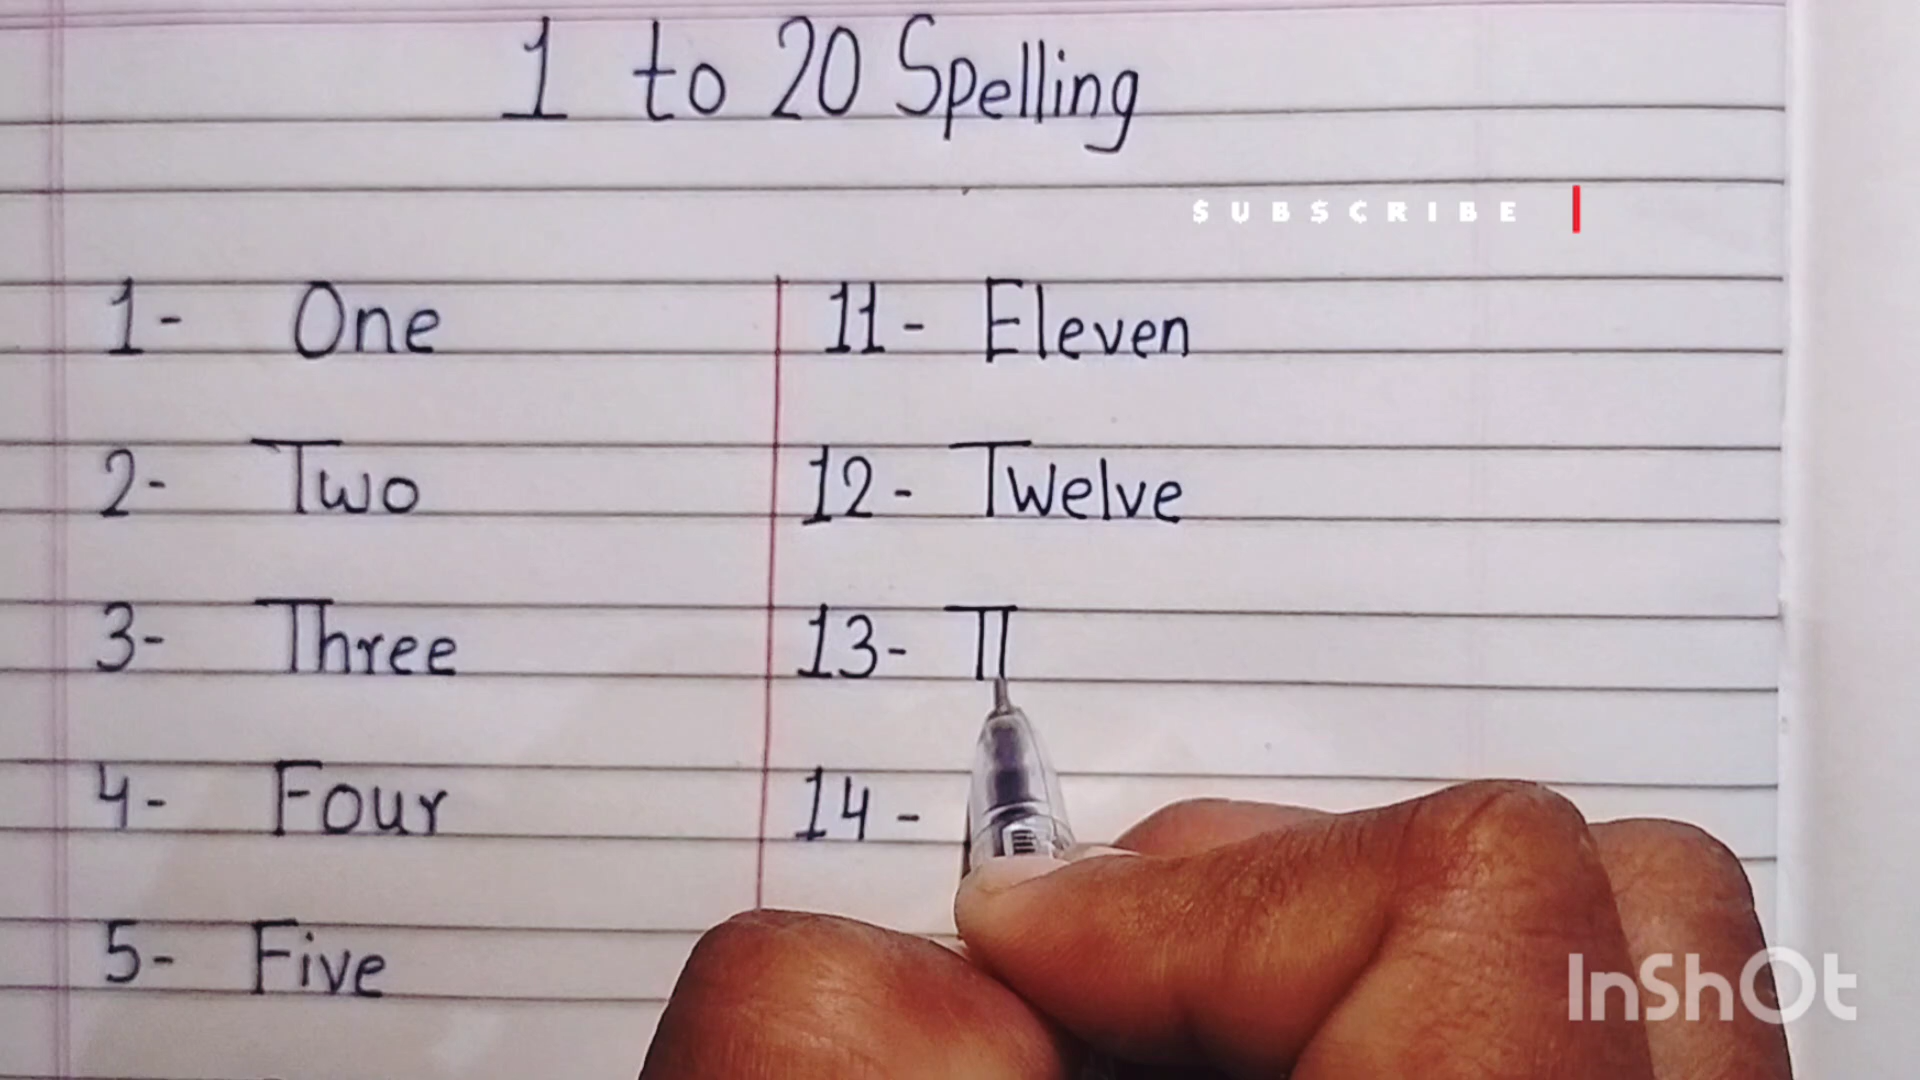 1 to 20 Spelling
SUBSCRIBE
1- One
2- Two
3- Three
4- Four
5- Five
11- Eleven
12- Twelve
13- T
14-
InShOt